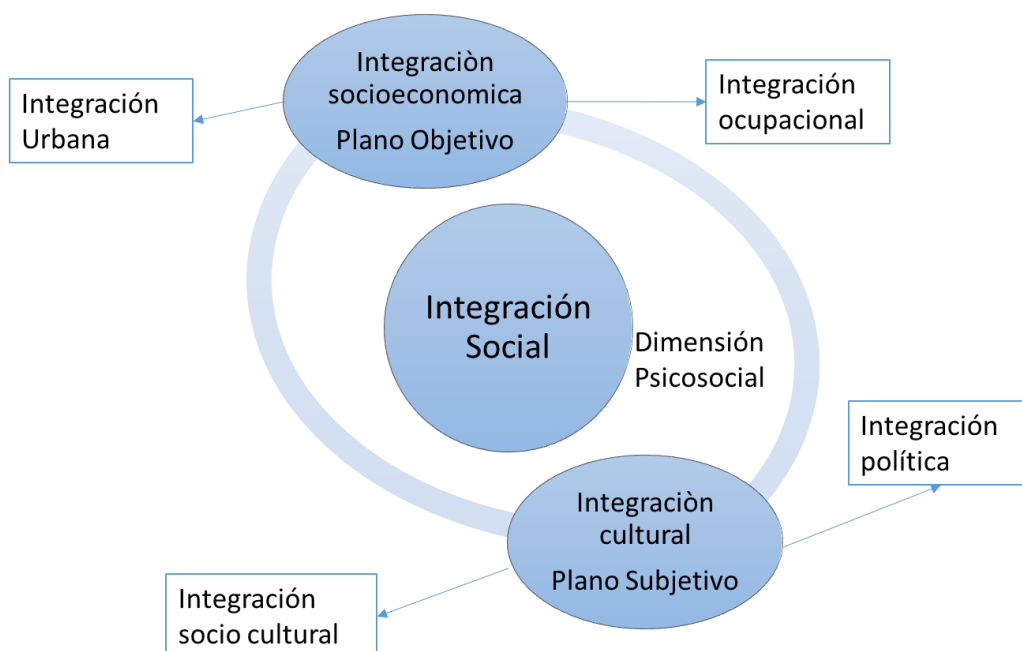 Integraciòn
socioeconomica
Plano Objetivo
Integración
Urbana
Integración
ocupacional
Integración
Social
Dimensión
Psicosocial
Integración
política
Integraciòn
cultural
Plano Subjetivo
Integración
socio cultural